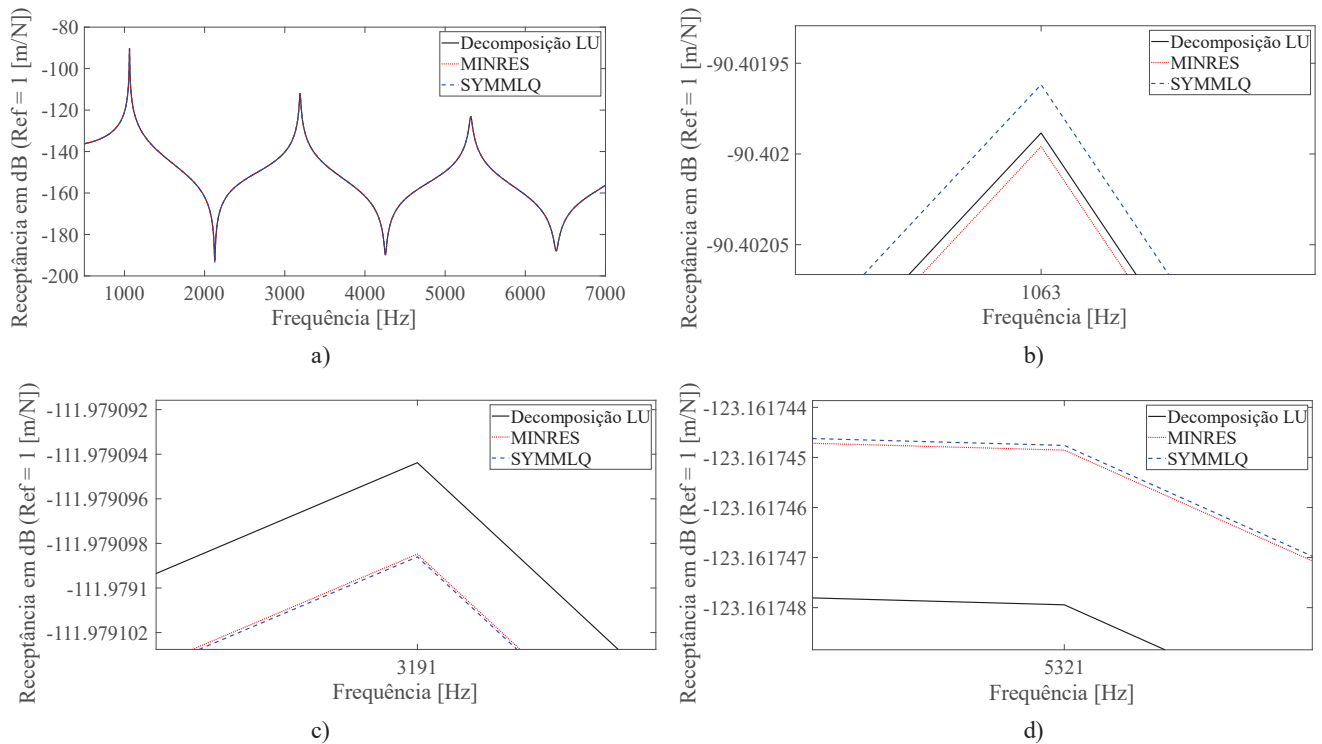 Receptância em dB (Ref = 1 [m/N])
-80
-100
-120
-140
-160
-180
-200
1000
2000
3000
4000
5000
6000
7000
Frequência [Hz]
Decomposição LU
MINRES
SYMMLQ
a)
Receptância em dB (Ref = 1 [m/N])
-90.40195
-90.402
-90.40205
1063
Frequência [Hz]
Decomposição LU
MINRES
SYMMLQ
b)
Receptância em dB (Ref = 1 [m/N])
-111.979092
-111.979094
-111.979096
-111.979098
-111.9791
-111.979102
3191
Frequência [Hz]
Decomposição LU
MINRES
SYMMLQ
c)
Receptância em dB (Ref = 1 [m/N])
-123.161744
-123.161745
-123.161746
-123.161747
-123.161748
5321
Frequência [Hz]
Decomposição LU
MINRES
SYMMLQ
d)